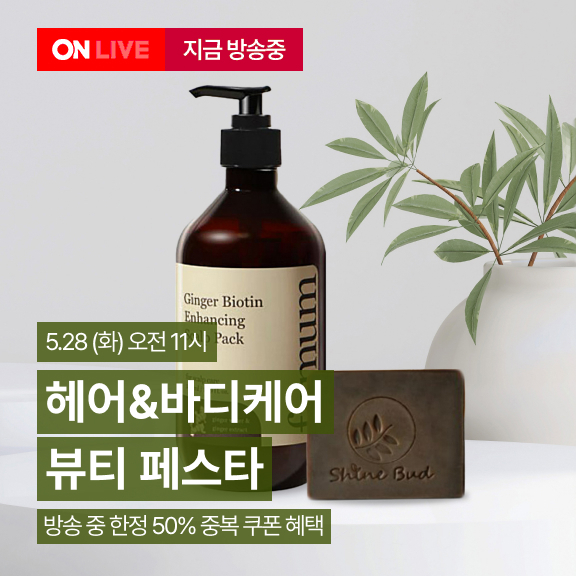 ON LIVE 지금 방송중
Ginger Biotin
Enhancing
Pack
mum
5.28 (화) 오전 11시
헤어&바디케어
뷰티 페스타
방송 중 한정 50% 중복 쿠폰 혜택
Shine Bud